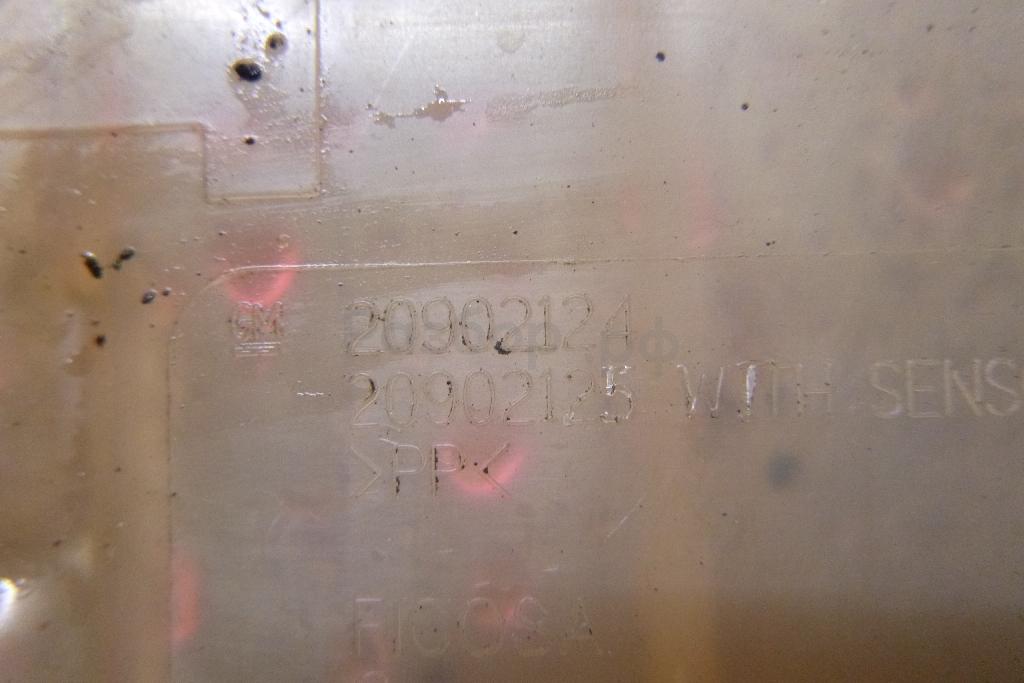 GM 20902124
20902125 WITH SENS
>PP<
FICOSA